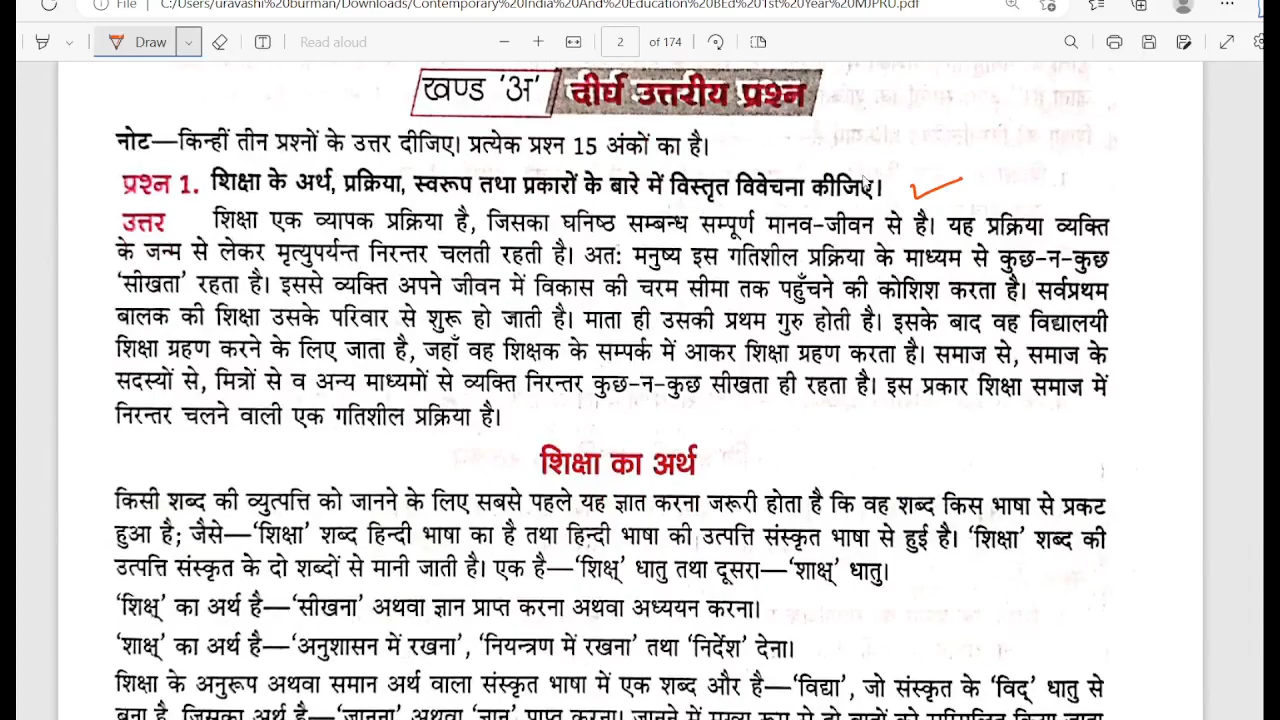 File C:/Users/uravashi%20burman/Downloads/Contemporary%20India%20And%20Education%20BEd%201st%20Year%20MJPRU.pdf
Draw Read aloud 2 of 174
खण्ड 'अ' दीर्घ उत्तरीय प्रश्न
नोट—किन्हीं तीन प्रश्नों के उत्तर दीजिए। प्रत्येक प्रश्न 15 अंकों का है।
प्रश्न 1. शिक्षा के अर्थ, प्रक्रिया, स्वरूप तथा प्रकारों के बारे में विस्तृत विवेचना कीजिए।
उत्तर शिक्षा एक व्यापक प्रक्रिया है, जिसका घनिष्ठ सम्बन्ध सम्पूर्ण मानव-जीवन से है। यह प्रक्रिया व्यक्ति
के जन्म से लेकर मृत्युपर्यन्त निरन्तर चलती रहती है। अतः मनुष्य इस गतिशील प्रक्रिया के माध्यम से कुछ-न-कुछ
'सीखता' रहता है। इससे व्यक्ति अपने जीवन में विकास की चरम सीमा तक पहुँचने की कोशिश करता है। सर्वप्रथम
बालक की शिक्षा उसके परिवार से शुरू हो जाती है। माता ही उसकी प्रथम गुरु होती है। इसके बाद वह विद्यालयी
शिक्षा ग्रहण करने के लिए जाता है, जहाँ वह शिक्षक के सम्पर्क में आकर शिक्षा ग्रहण करता है। समाज से, समाज के
सदस्यों से, मित्रों से व अन्य माध्यमों से व्यक्ति निरन्तर कुछ-न-कुछ सीखता ही रहता है। इस प्रकार शिक्षा समाज में
निरन्तर चलने वाली एक गतिशील प्रक्रिया है।
शिक्षा का अर्थ
किसी शब्द की व्युत्पत्ति को जानने के लिए सबसे पहले यह ज्ञात करना जरूरी होता है कि वह शब्द किस भाषा से प्रकट
हुआ है; जैसे—'शिक्षा' शब्द हिन्दी भाषा का है तथा हिन्दी भाषा की उत्पत्ति संस्कृत भाषा से हुई है। 'शिक्षा' शब्द की
उत्पत्ति संस्कृत के दो शब्दों से मानी जाती है। एक है—'शिक्ष्' धातु तथा दूसरा—'शाक्ष्' धातु।
'शिक्ष्' का अर्थ है—'सीखना' अथवा ज्ञान प्राप्त करना अथवा अध्ययन करना।
'शाक्ष्' का अर्थ है—'अनुशासन में रखना', 'नियन्त्रण में रखना' तथा 'निर्देश' देना।
शिक्षा के अनुरूप अथवा समान अर्थ वाला संस्कृत भाषा में एक शब्द और है—'विद्या', जो संस्कृत के 'विद्' धातु से
बना है, जिसका अर्थ है—'जानना' अथवा 'ज्ञान' प्राप्त करना। जानने में मुख्य रूप से दो बातों को सम्मिलित किया जाता